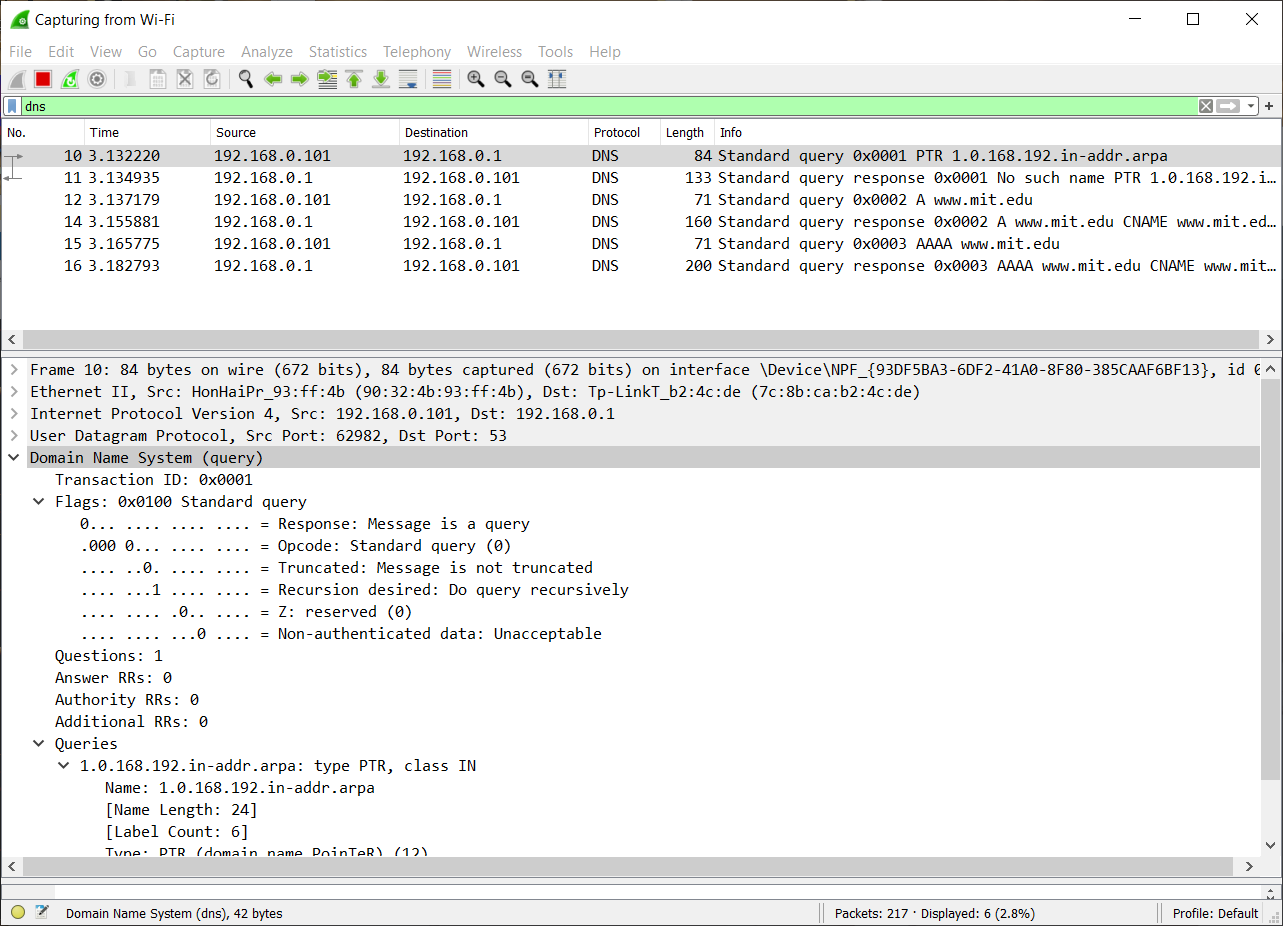 Capturing from Wi-Fi
File Edit View Go Capture Analyze Statistics Telephony Wireless Tools Help
dns
No. Time Source Destination Protocol Length Info
10 3.132220 192.168.0.101 192.168.0.1 DNS 84 Standard query 0x0001 PTR 1.0.168.192.in-addr.arpa
11 3.134935 192.168.0.1 192.168.0.101 DNS 133 Standard query response 0x0001 No such name PTR 1.0.168.192.i…
12 3.137179 192.168.0.101 192.168.0.1 DNS 71 Standard query 0x0002 A www.mit.edu
14 3.155881 192.168.0.1 192.168.0.101 DNS 160 Standard query response 0x0002 A www.mit.edu CNAME www.mit.ed…
15 3.165775 192.168.0.101 192.168.0.1 DNS 71 Standard query 0x0003 AAAA www.mit.edu
16 3.182793 192.168.0.1 192.168.0.101 DNS 200 Standard query response 0x0003 AAAA www.mit.edu CNAME www.mit…
Frame 10: 84 bytes on wire (672 bits), 84 bytes captured (672 bits) on interface \Device\NPF_{93DF5BA3-6DF2-41A0-8F80-385CAAF6BF13}, id 0
Ethernet II, Src: HonHaiPr_93:ff:4b (90:32:4b:93:ff:4b), Dst: Tp-LinkT_b2:4c:de (7c:8b:ca:b2:4c:de)
Internet Protocol Version 4, Src: 192.168.0.101, Dst: 192.168.0.1
User Datagram Protocol, Src Port: 62982, Dst Port: 53
Domain Name System (query)
Transaction ID: 0x0001
Flags: 0x0100 Standard query
0... .... .... .... = Response: Message is a query
.000 0... .... .... = Opcode: Standard query (0)
.... ..0. .... .... = Truncated: Message is not truncated
.... ...1 .... .... = Recursion desired: Do query recursively
.... .... .0.. .... = Z: reserved (0)
.... .... ...0 .... = Non-authenticated data: Unacceptable
Questions: 1
Answer RRs: 0
Authority RRs: 0
Additional RRs: 0
Queries
1.0.168.192.in-addr.arpa: type PTR, class IN
Name: 1.0.168.192.in-addr.arpa
[Name Length: 24]
[Label Count: 6]
Type: PTR (domain name PoinTeR) (12)
Domain Name System (dns), 42 bytes Packets: 217 · Displayed: 6 (2.8%) Profile: Default